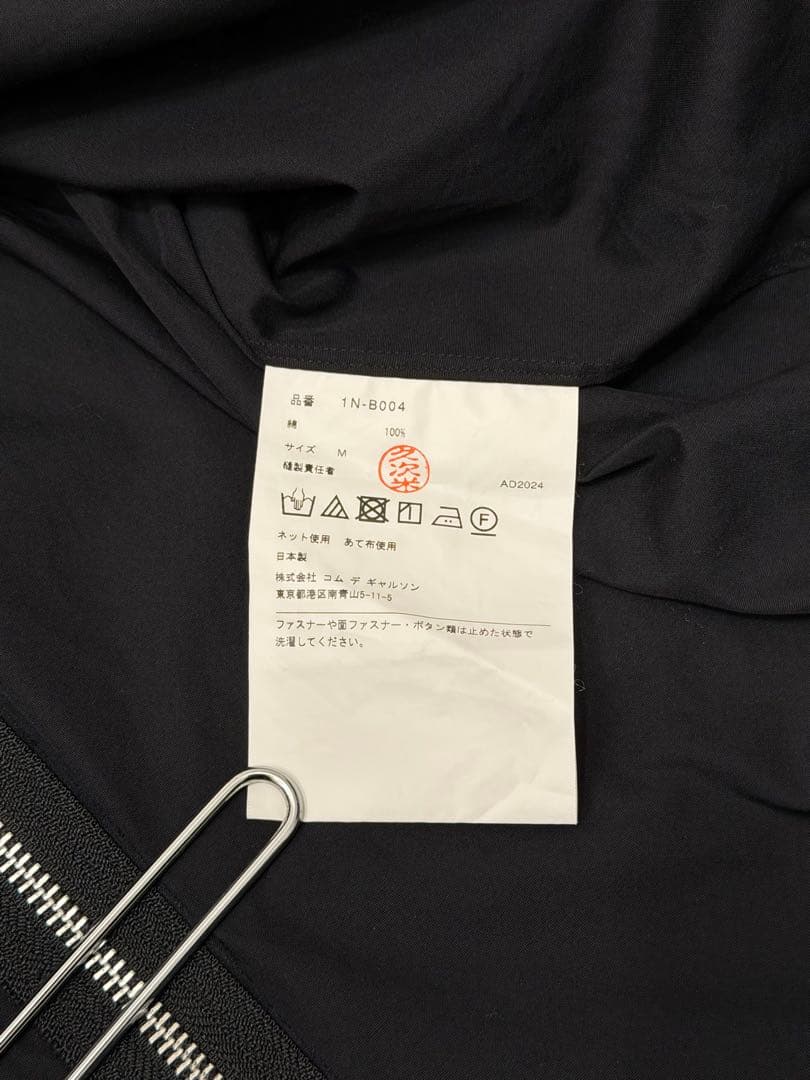 品番 1N-B004
綿 100%
サイズ M
縫製責任者 久次米
AD2024
F
ネット使用 あて布使用
日本製
株式会社 コム デ ギャルソン
東京都港区南青山5-11-5
ファスナーや面ファスナー・ボタン類は止めた状態で
洗濯してください。